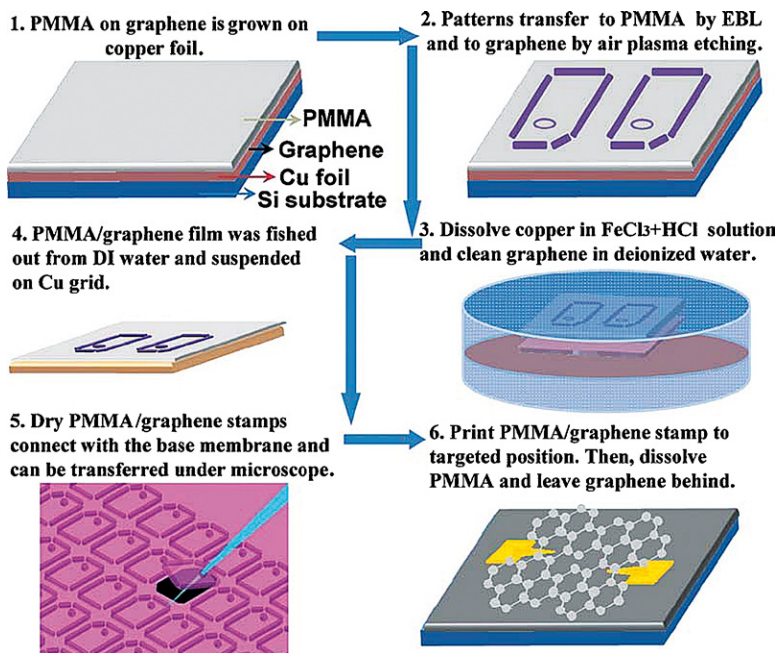 1. PMMA on graphene is grown on
copper foil.
2. Patterns transfer to PMMA by EBL
and to graphene by air plasma etching.
PMMA
Graphene
Cu foil
Si substrate
3. Dissolve copper in FeCl3+HCl solution
and clean graphene in deionized water.
4. PMMA/graphene film was fished
out from DI water and suspended
on Cu grid.
5. Dry PMMA/graphene stamps
connect with the base membrane and
can be transferred under microscope.
6. Print PMMA/graphene stamp to
targeted position. Then, dissolve
PMMA and leave graphene behind.